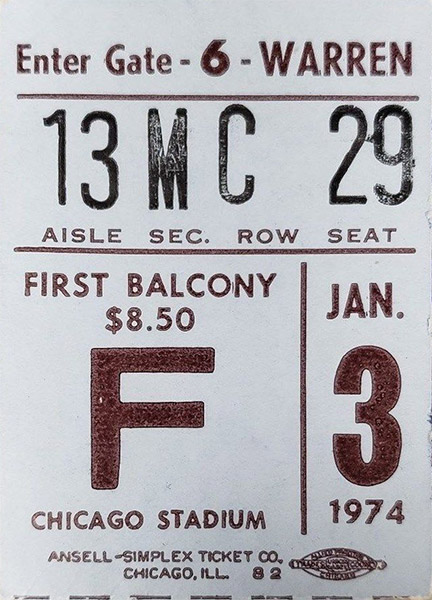 Enter Gate - 6 - WARREN
13 M C 29
AISLE SEC. ROW SEAT
FIRST BALCONY
$8.50
F
CHICAGO STADIUM
JAN.
3
1974
ANSELL-SIMPLEX TICKET CO.
CHICAGO, ILL. 82
CHICAGO